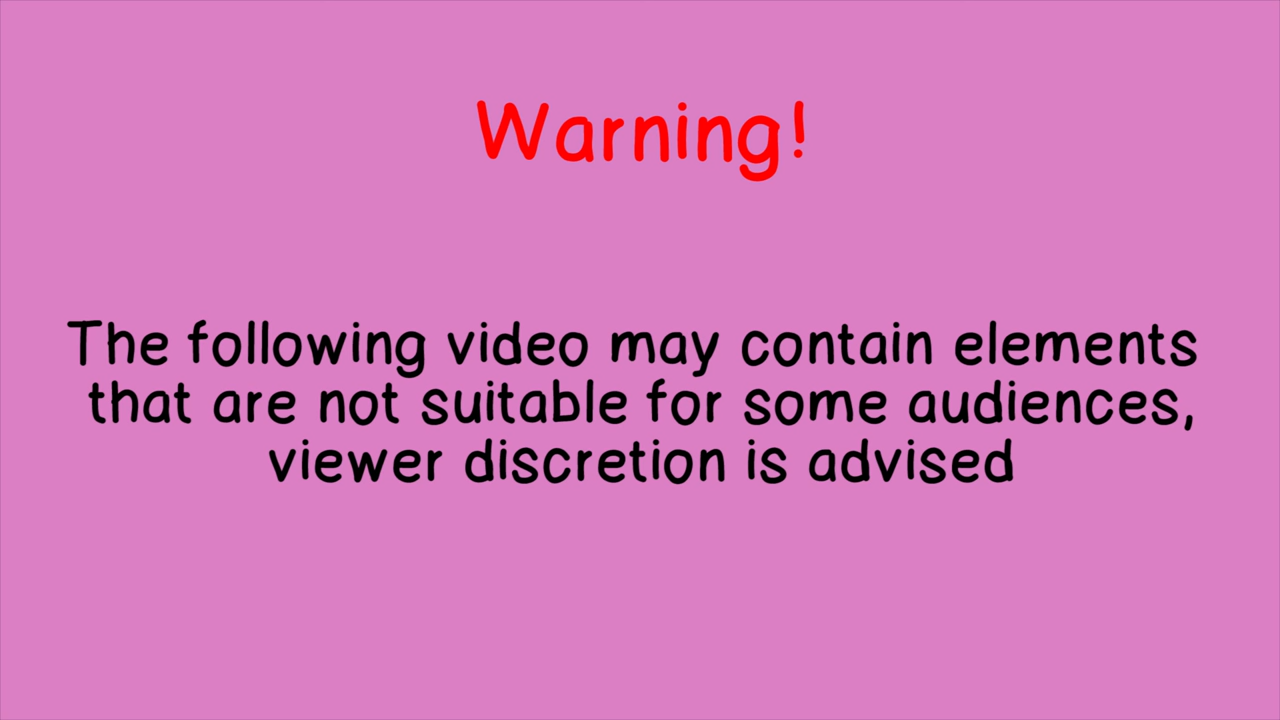 Warning!
The following video may contain elements
that are not suitable for some audiences,
viewer discretion is advised